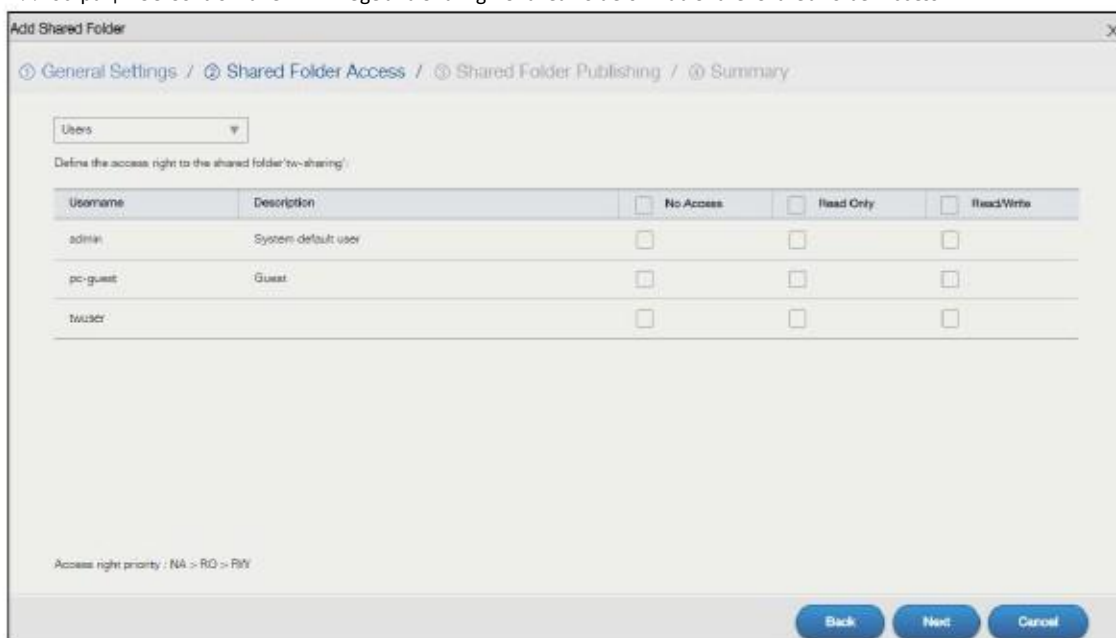 Add Shared Folder X
① General Settings / ② Shared Folder Access / ③ Shared Folder Publishing / ④ Summary
Users
Define the access right to the shared folder'tw-sharing':
Username Description No Access Read Only Read/Write
admin System default user
pc-guest Guest
twuser
Access right priority : NA > RO > RW
Back Next Cancel